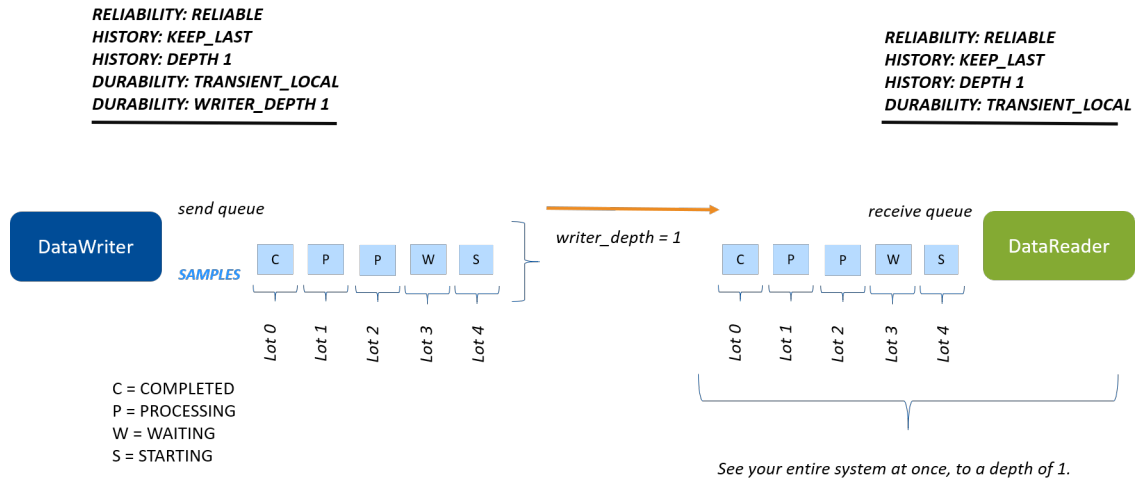 RELIABILITY: RELIABLE
HISTORY: KEEP_LAST
HISTORY: DEPTH 1
DURABILITY: TRANSIENT_LOCAL
DURABILITY: WRITER_DEPTH 1
RELIABILITY: RELIABLE
HISTORY: KEEP_LAST
HISTORY: DEPTH 1
DURABILITY: TRANSIENT_LOCAL
DataWriter
send queue
SAMPLES
C P P W S
Lot 0 Lot 1 Lot 2 Lot 3 Lot 4
writer_depth = 1
receive queue
DataReader
C P P W S
Lot 0 Lot 1 Lot 2 Lot 3 Lot 4
C = COMPLETED
P = PROCESSING
W = WAITING
S = STARTING
See your entire system at once, to a depth of 1.